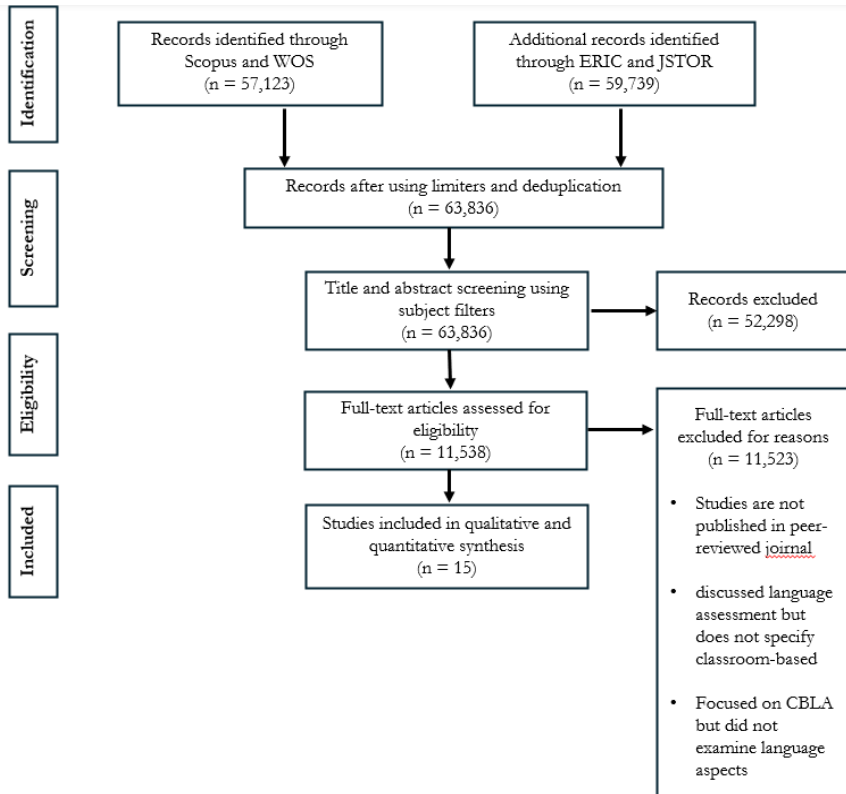 Identification
Records identified through
Scopus and WOS
(n = 57,123)
Additional records identified
through ERIC and JSTOR
(n = 59,739)
Screening
Records after using limiters and deduplication
(n = 63,836)
Title and abstract screening using
subject filters
(n = 63,836)
Records excluded
(n = 52,298)
Eligibility
Full-text articles assessed for
eligibility
(n = 11,538)
Full-text articles
excluded for reasons
(n = 11,523)
• Studies are not
published in peer-
reviewed joirnal
• discussed language
assessment but
does not specify
classroom-based
• Focused on CBLA
but did not
examine language
aspects
Included
Studies included in qualitative and
quantitative synthesis
(n = 15)